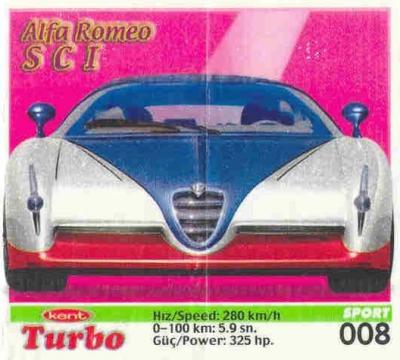 Alfa Romeo
S C I
kent
Turbo
Hız/Speed: 280 km/h
0-100 km: 5.9 sn.
Güç/Power: 325 hp.
SPORT
008